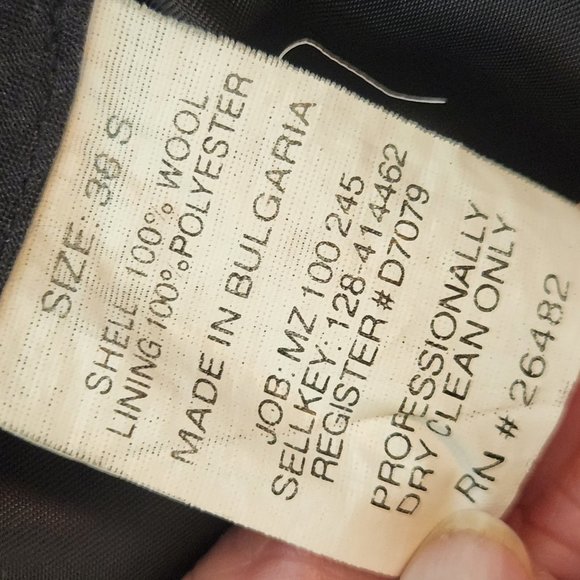 SIZE: 36 S
SHELL 100% WOOL
LINING 100% POLYESTER
MADE IN BULGARIA
JOB: MZ 100 245
SELLKEY: 128-414462
REGISTER# D7079
PROFESSIONALLY
DRY CLEAN ONLY
RN # 26482